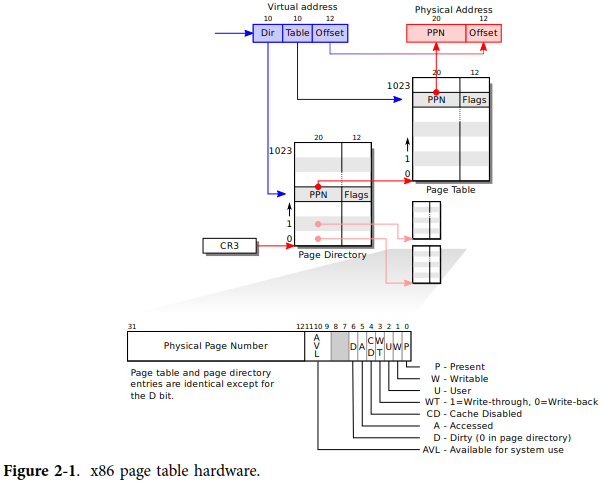 Virtual address
10 10 12
Dir Table Offset
Physical Address
20 12
PPN Offset
20 12
1023
PPN Flags
1
0
Page Table
20 12
1023
PPN Flags
1
0
CR3
Page Directory
31 12 11 10 9 8 7 6 5 4 3 2 1 0
Physical Page Number AVL D A CD WT U W P
Page table and page directory
entries are identical except for
the D bit.
P - Present
W - Writable
U - User
WT - 1=Write-through, 0=Write-back
CD - Cache Disabled
A - Accessed
D - Dirty (0 in page directory)
AVL - Available for system use
Figure 2-1. x86 page table hardware.